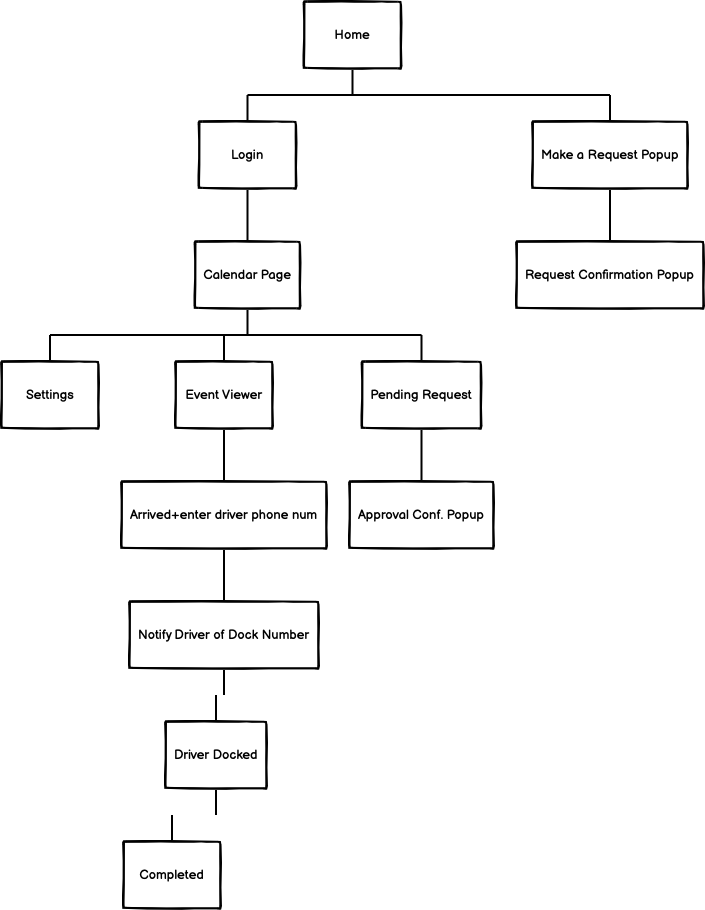 Home
Login
Make a Request Popup
Calendar Page
Request Confirmation Popup
Settings
Event Viewer
Pending Request
Arrived+enter driver phone num
Approval Conf. Popup
Notify Driver of Dock Number
Driver Docked
Completed